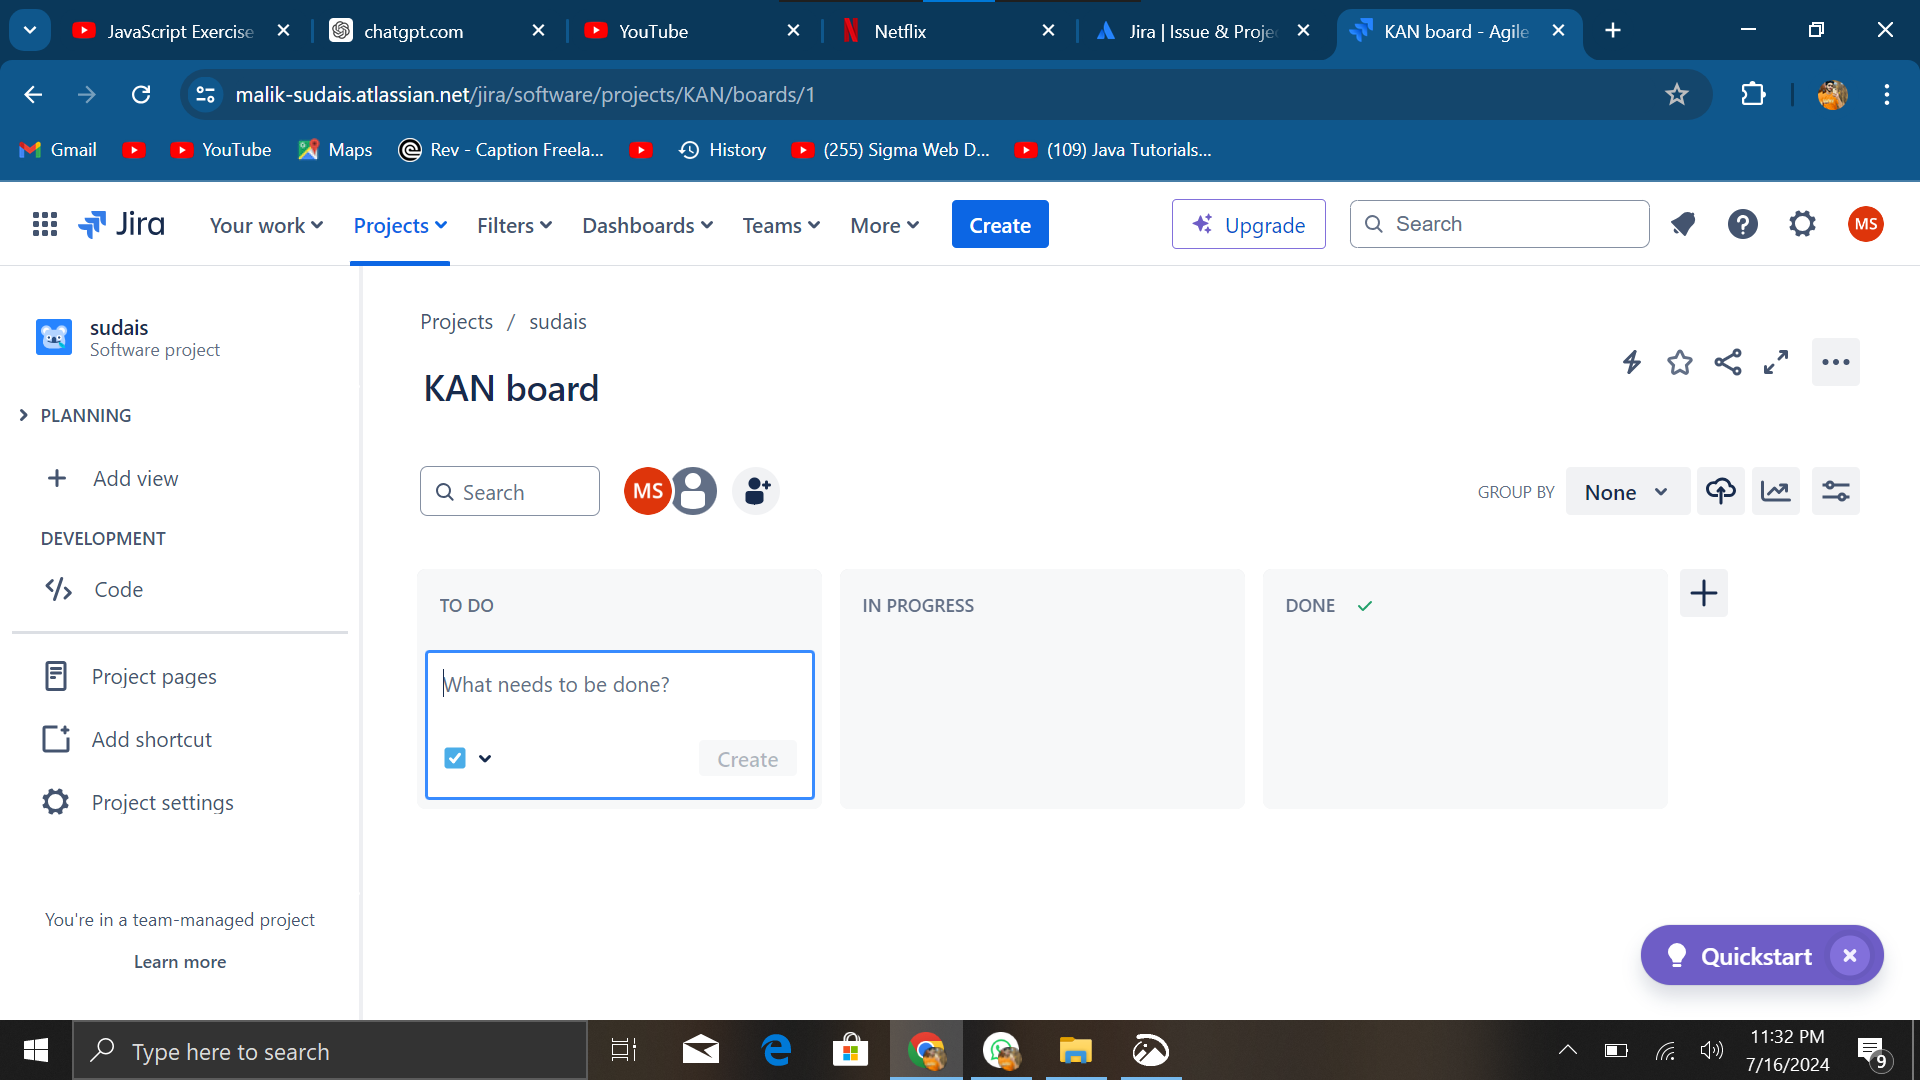 JavaScript Exercise
chatgpt.com
YouTube
Netflix
Jira | Issue & Projec
KAN board - Agile
malik-sudais.atlassian.net/jira/software/projects/KAN/boards/1
Gmail
YouTube
Maps
Rev - Caption Freela...
History
(255) Sigma Web D...
(109) Java Tutorials...
Jira
Your work
Projects
Filters
Dashboards
Teams
More
Create
Upgrade
Search
MS
sudais
Software project
PLANNING
Add view
DEVELOPMENT
Code
Project pages
Add shortcut
Project settings
You're in a team-managed project
Learn more
Projects / sudais
KAN board
Search
MS
GROUP BY
None
TO DO
What needs to be done?
Create
IN PROGRESS
DONE
Quickstart
Type here to search
11:32 PM
7/16/2024
9